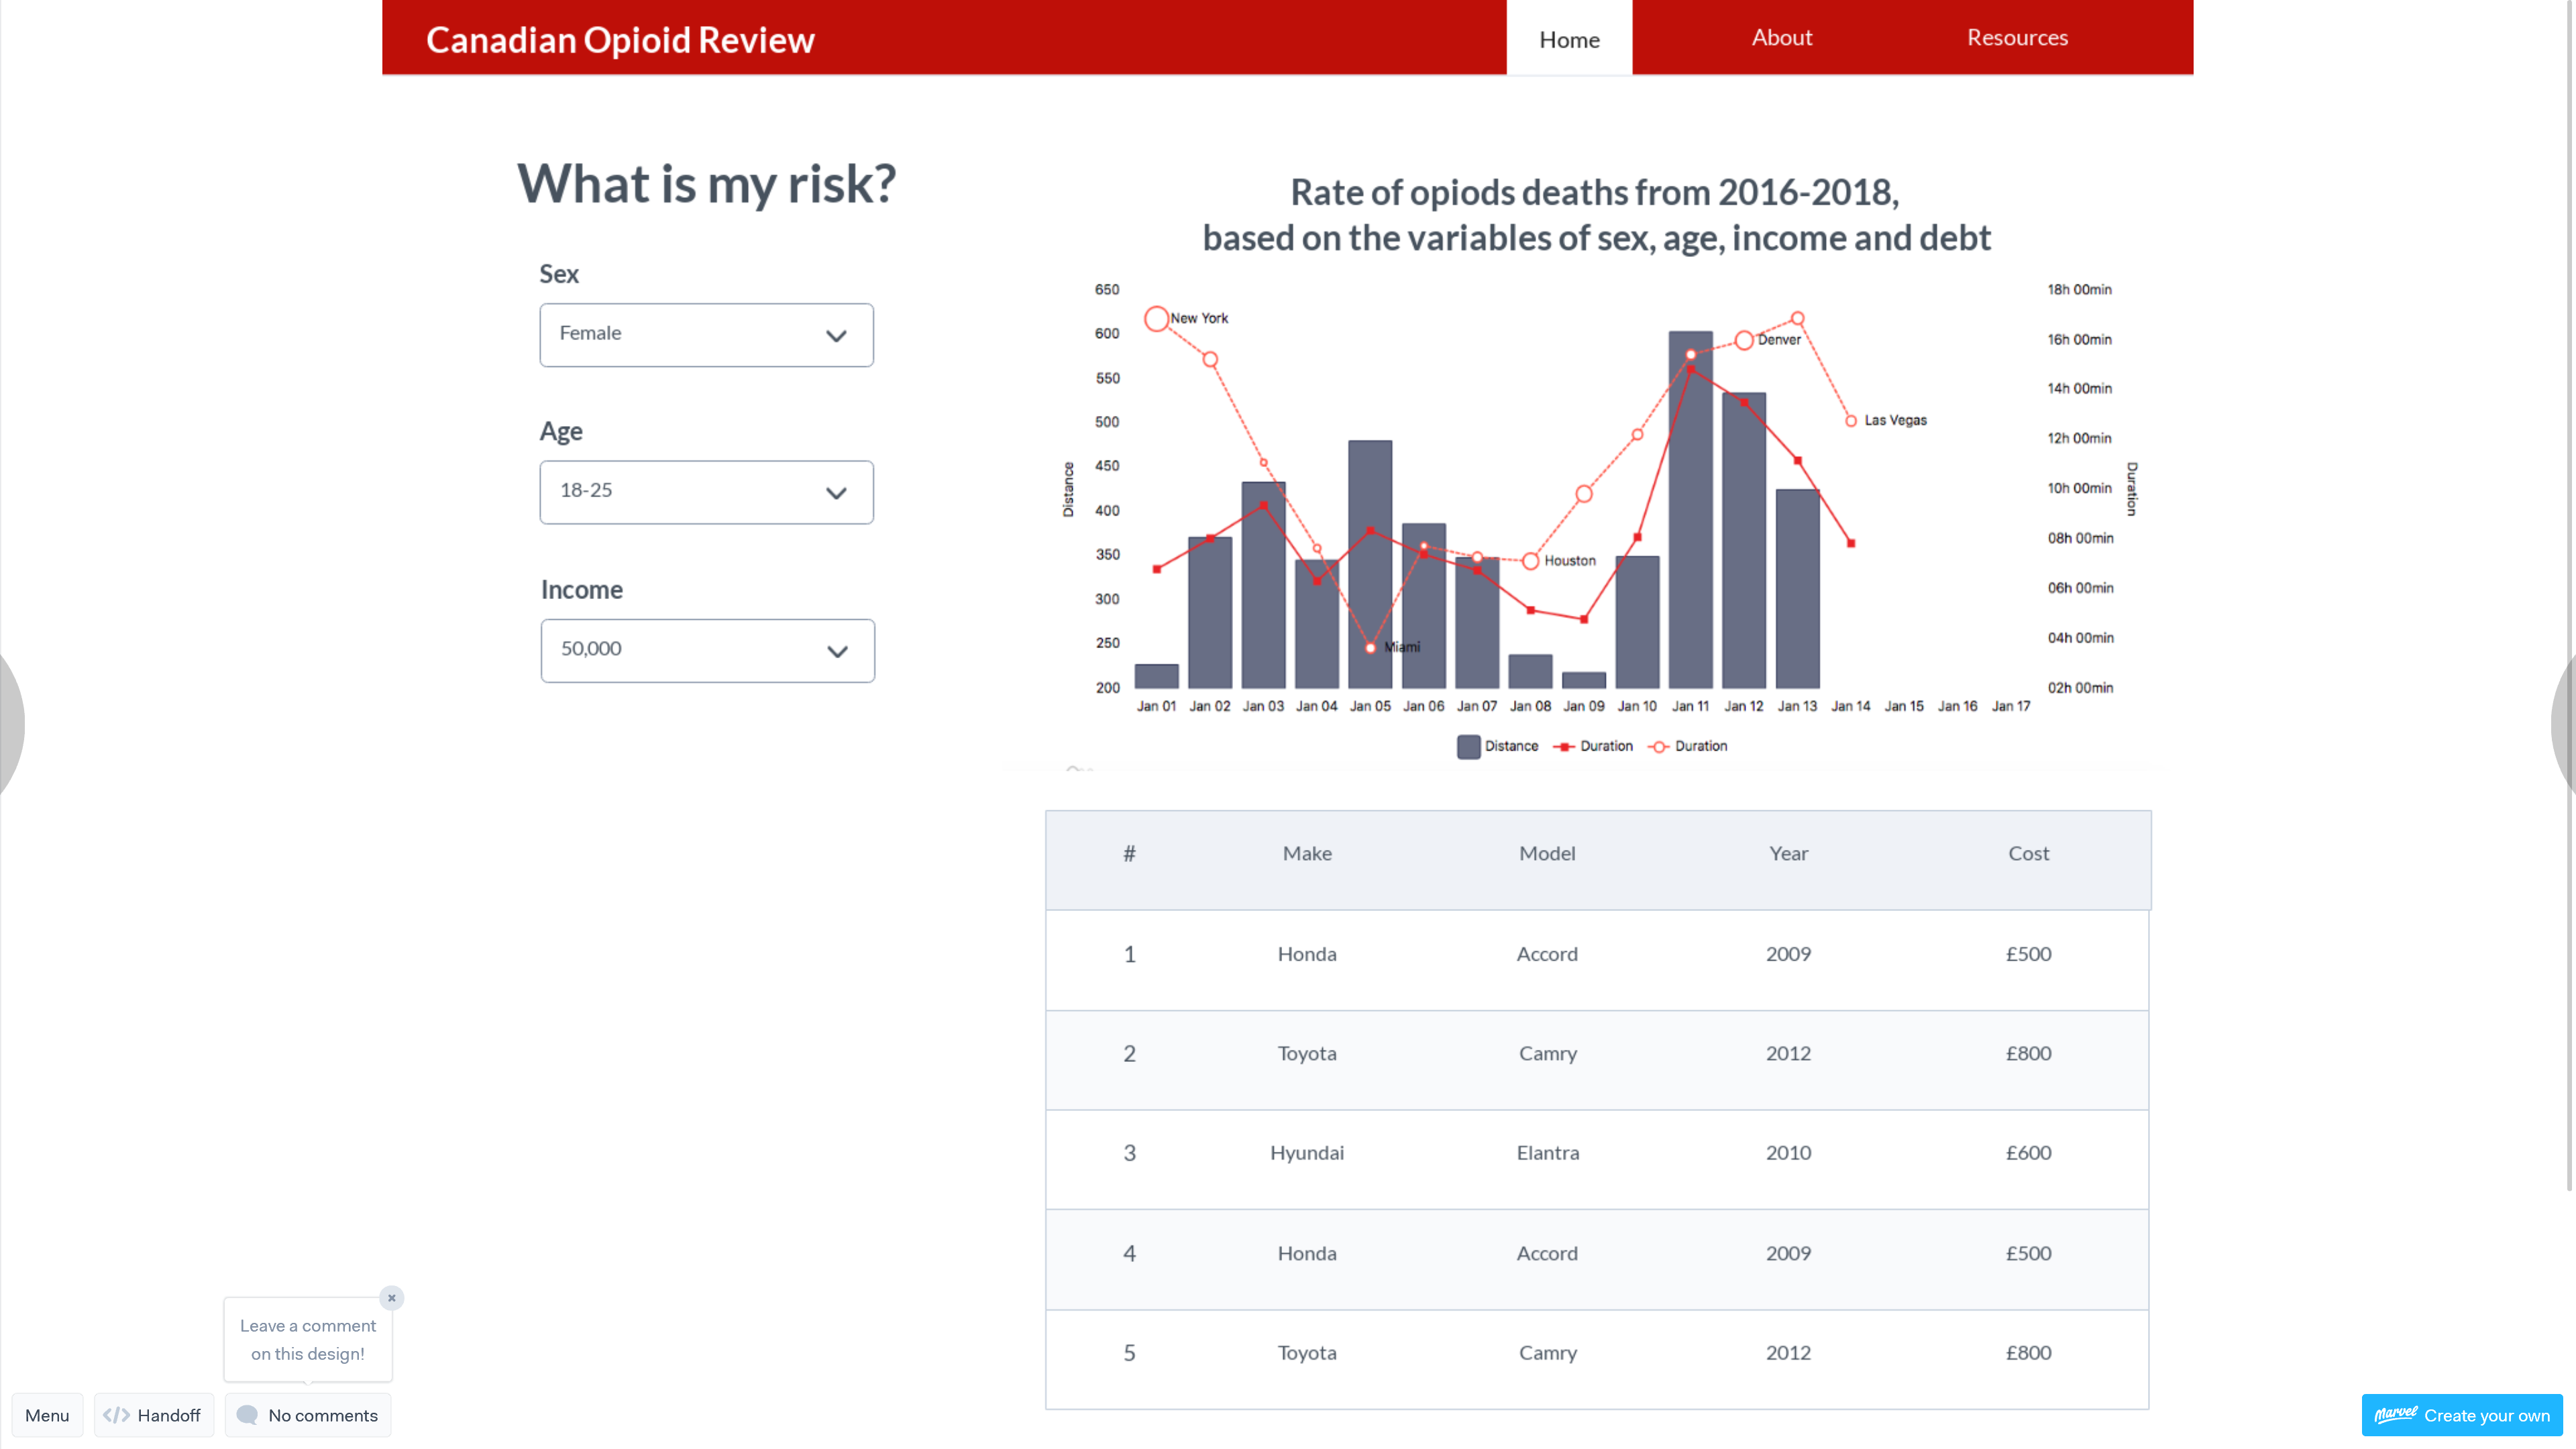 Canadian Opioid Review
Home
About
Resources
What is my risk?
Sex
Female
Age
18-25
Income
50,000
Rate of opiods deaths from 2016-2018,
based on the variables of sex, age, income and debt
650
600
550
500
450
400
350
300
250
200
Distance
New York
Miami
Houston
Denver
Las Vegas
18h 00min
16h 00min
14h 00min
12h 00min
10h 00min
08h 00min
06h 00min
04h 00min
02h 00min
Duration
Jan 01 Jan 02 Jan 03 Jan 04 Jan 05 Jan 06 Jan 07 Jan 08 Jan 09 Jan 10 Jan 11 Jan 12 Jan 13 Jan 14 Jan 15 Jan 16 Jan 17
Distance Duration Duration
# Make Model Year Cost
1 Honda Accord 2009 £500
2 Toyota Camry 2012 £800
3 Hyundai Elantra 2010 £600
4 Honda Accord 2009 £500
5 Toyota Camry 2012 £800
Leave a comment
on this design!
Menu
</> Handoff
No comments
Marvel Create your own